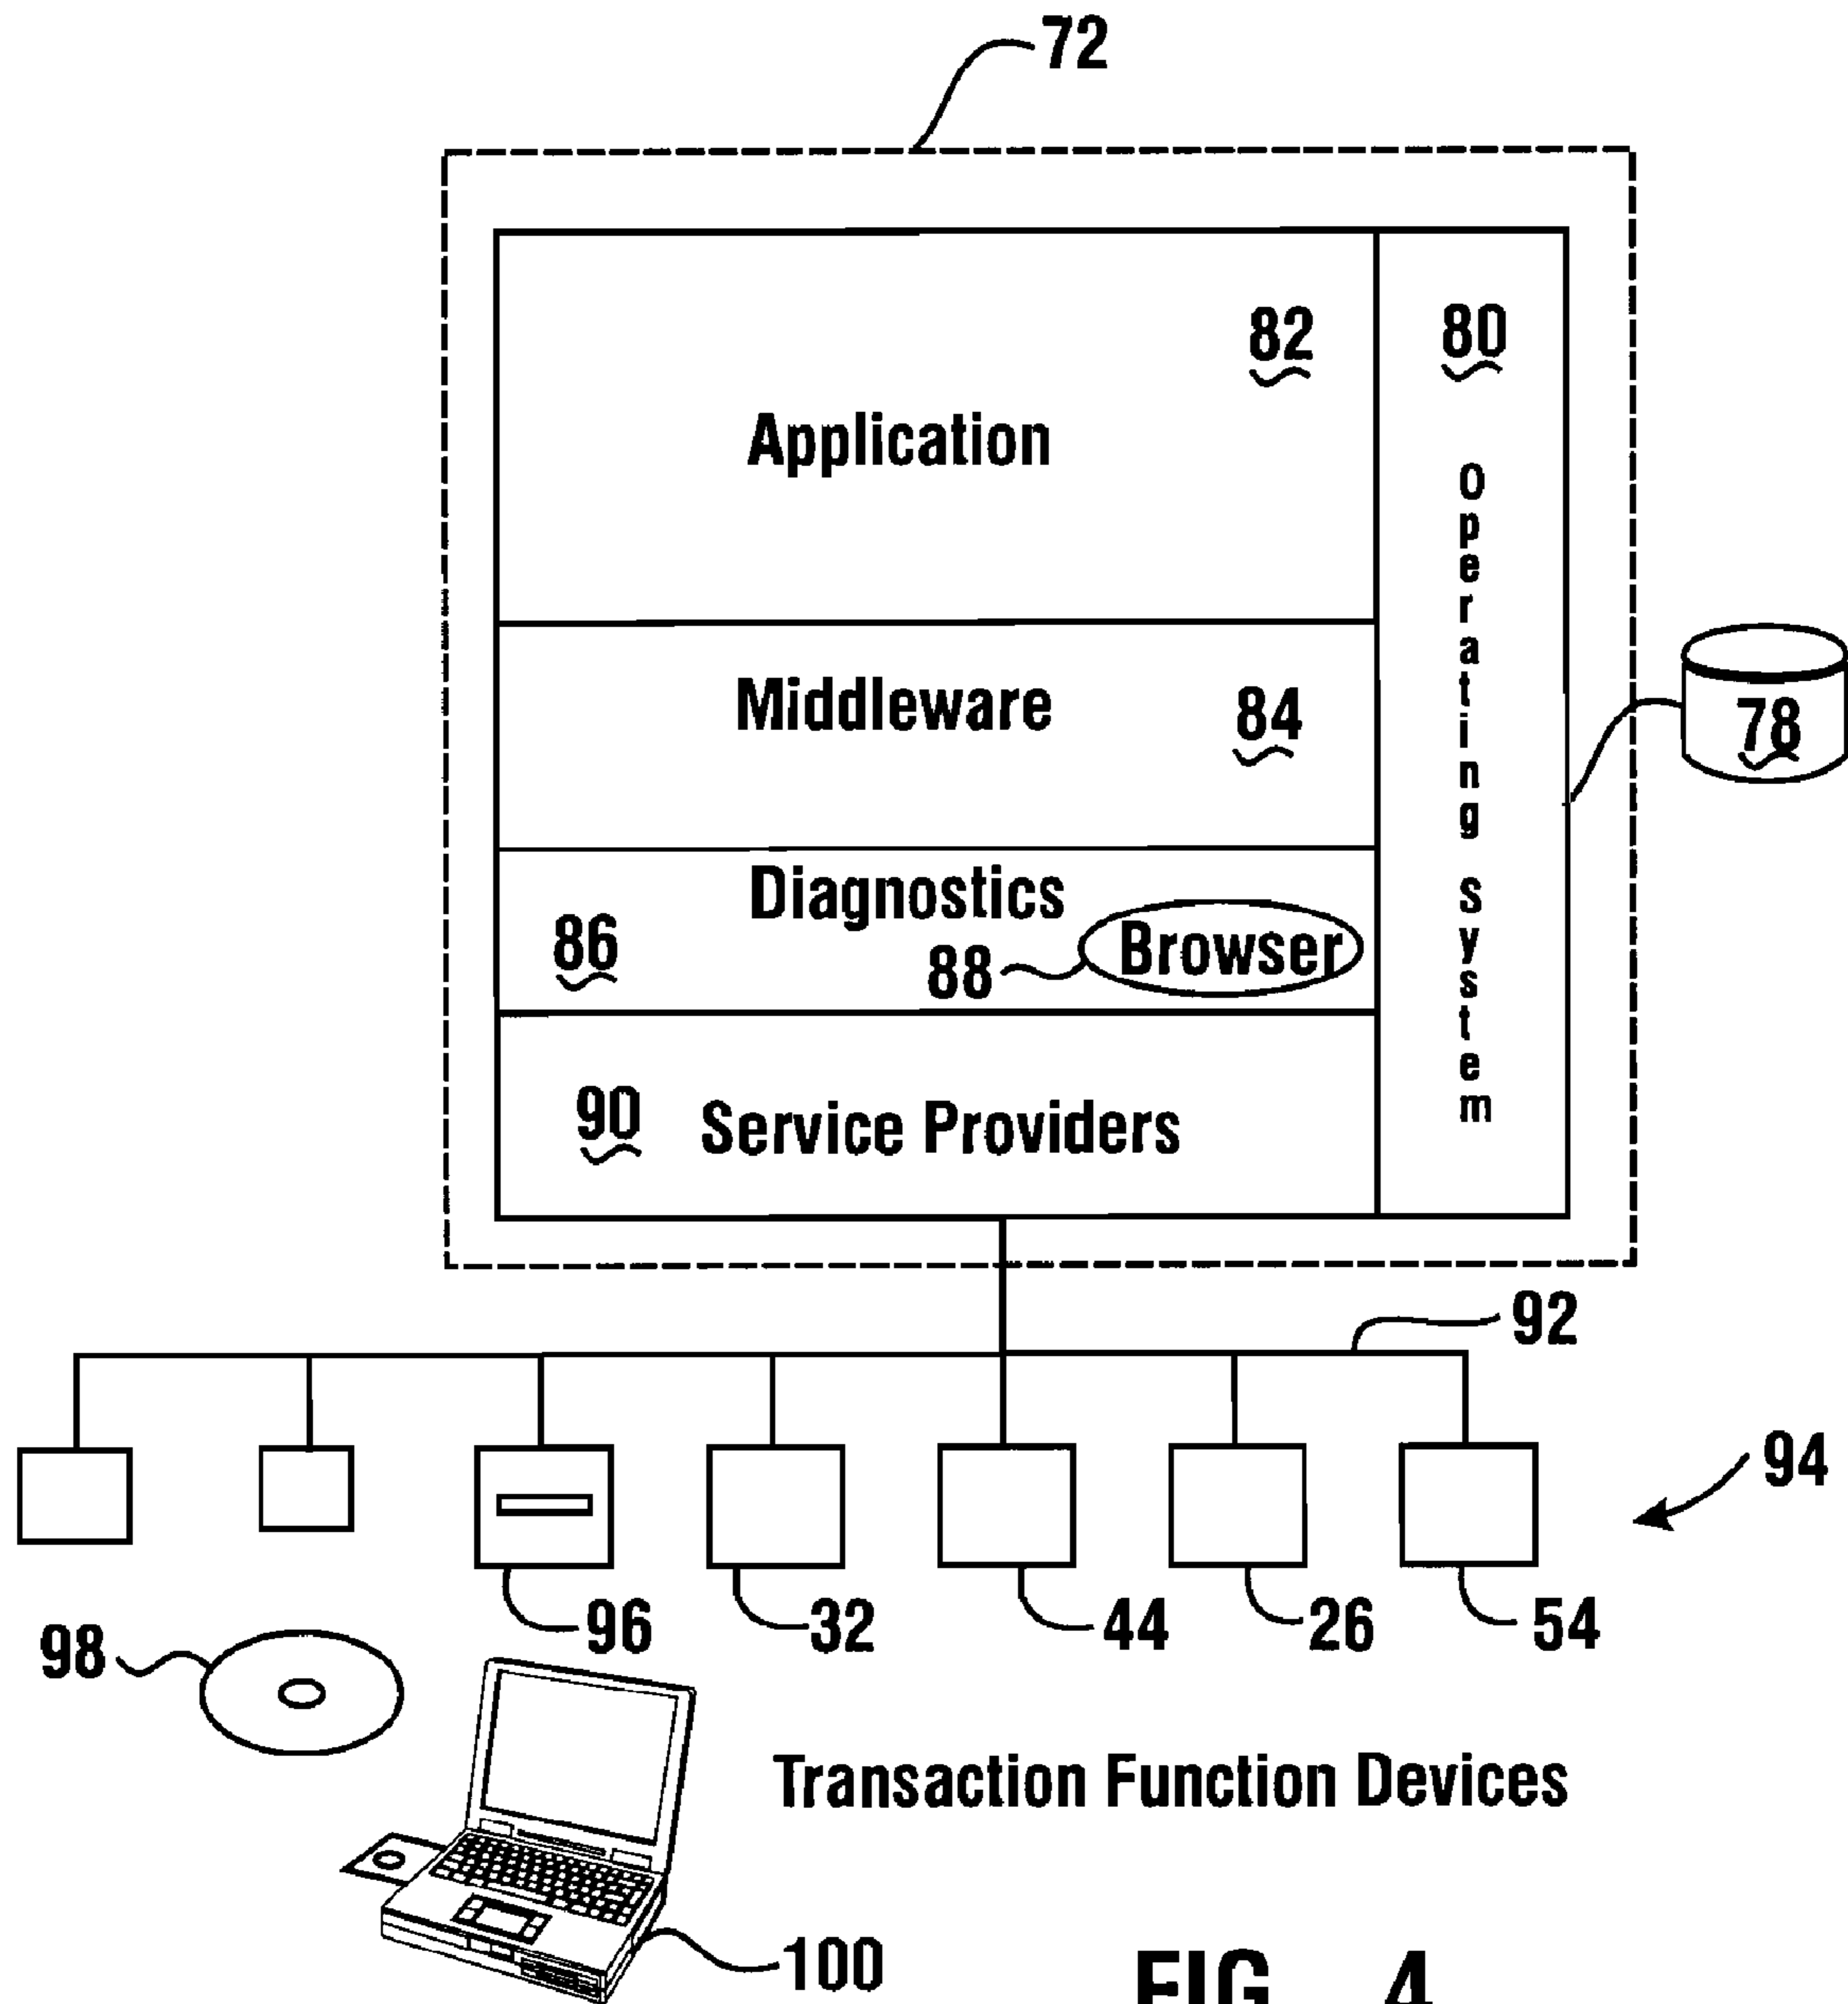 72
82
80
Application
Operating system
Middleware
84
78
Diagnostics
86
88
Browser
90
Service Providers
92
94
96
32
44
26
54
98
Transaction Function Devices
100
FIG. 4